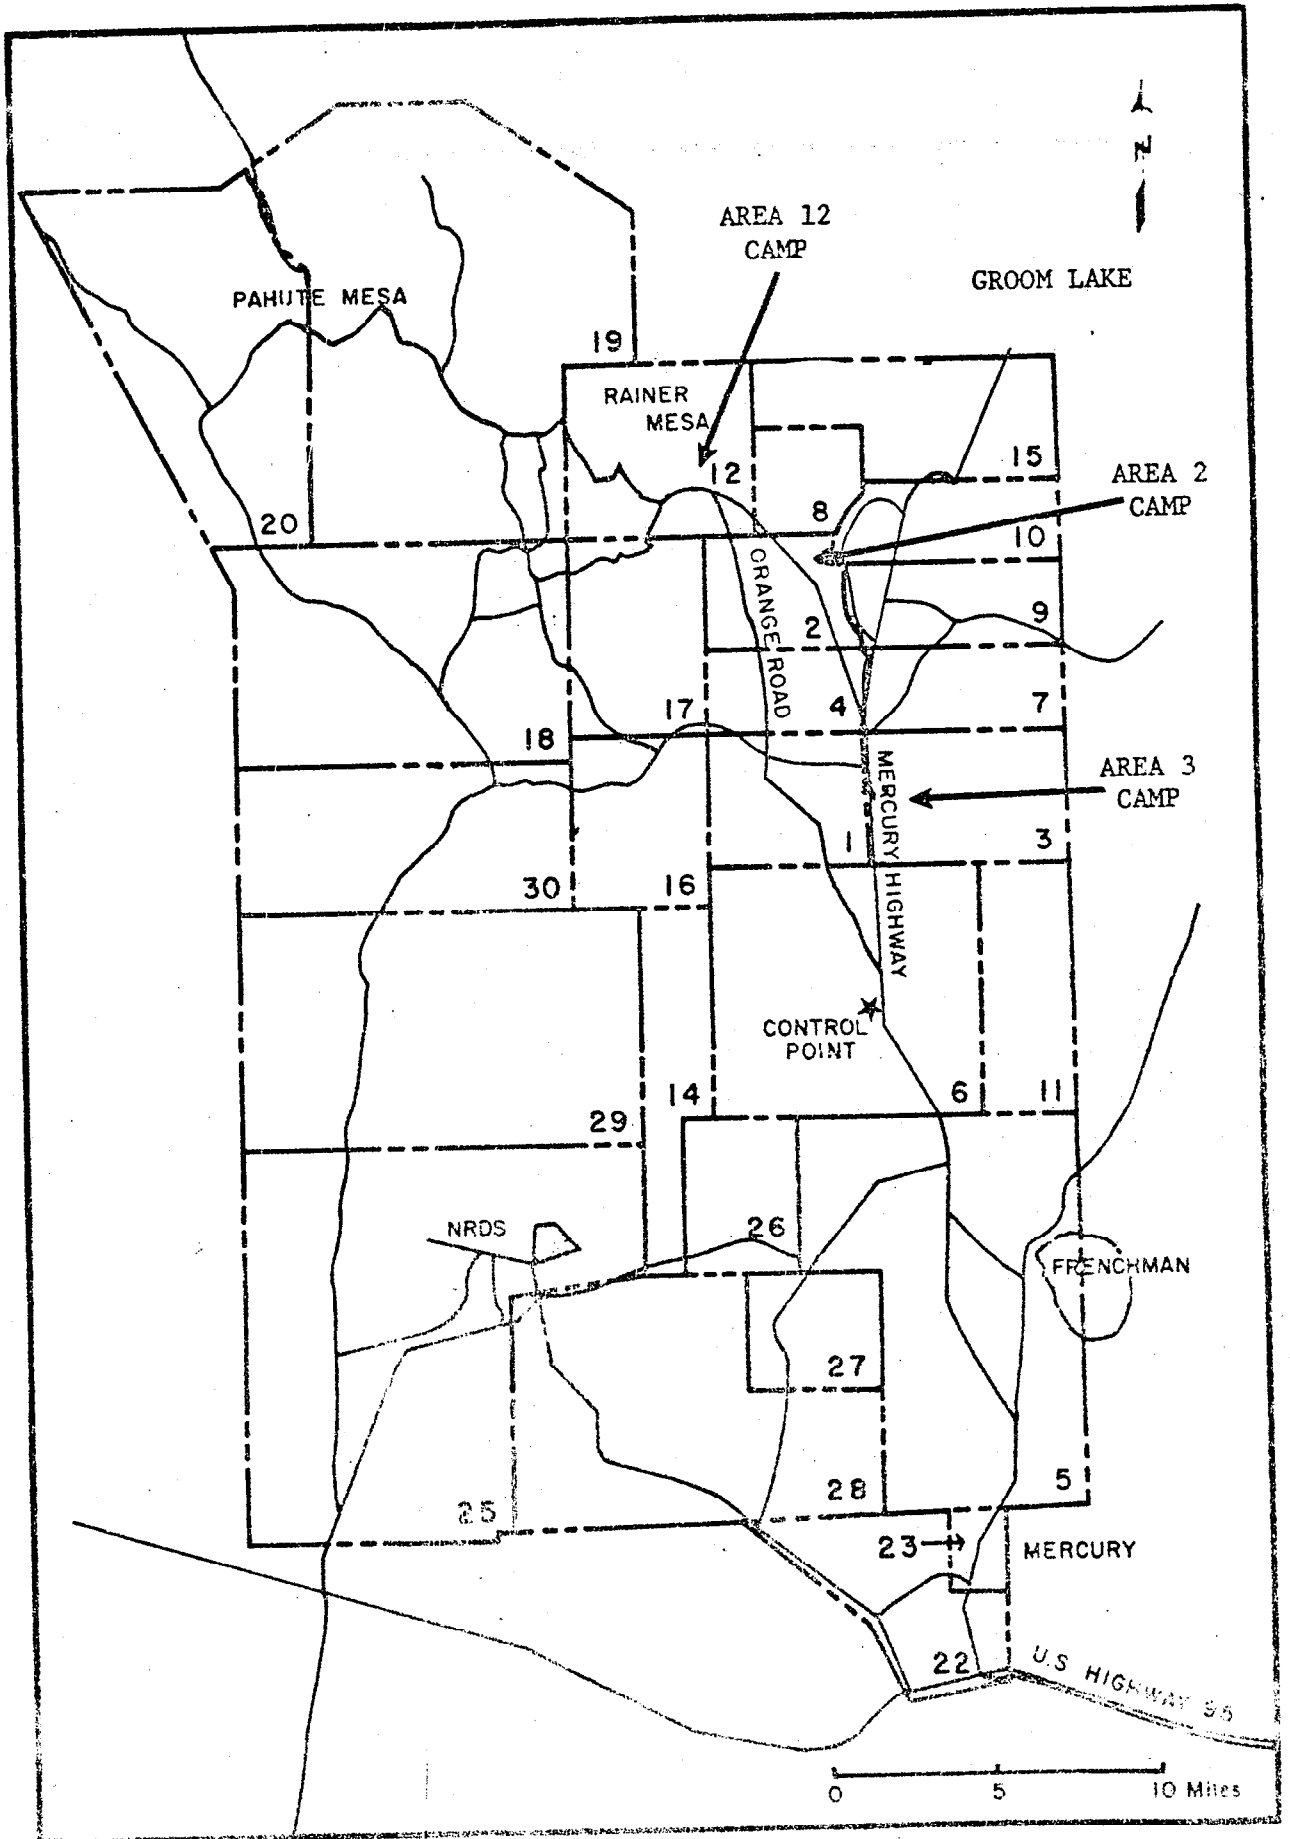 N
AREA 12
CAMP
GROOM LAKE
PAHUTE MESA
19
RAINER
MESA
12
15
AREA 2
CAMP
20
8
10
ORANGE ROAD
2
9
17
4
7
18
MERCURY HIGHWAY
AREA 3
CAMP
1
3
30
16
CONTROL
POINT
14
6
11
29
NRDS
26
FRENCHMAN
27
25
28
5
23
MERCURY
22
U.S HIGHWAY 95
0
5
10 Miles